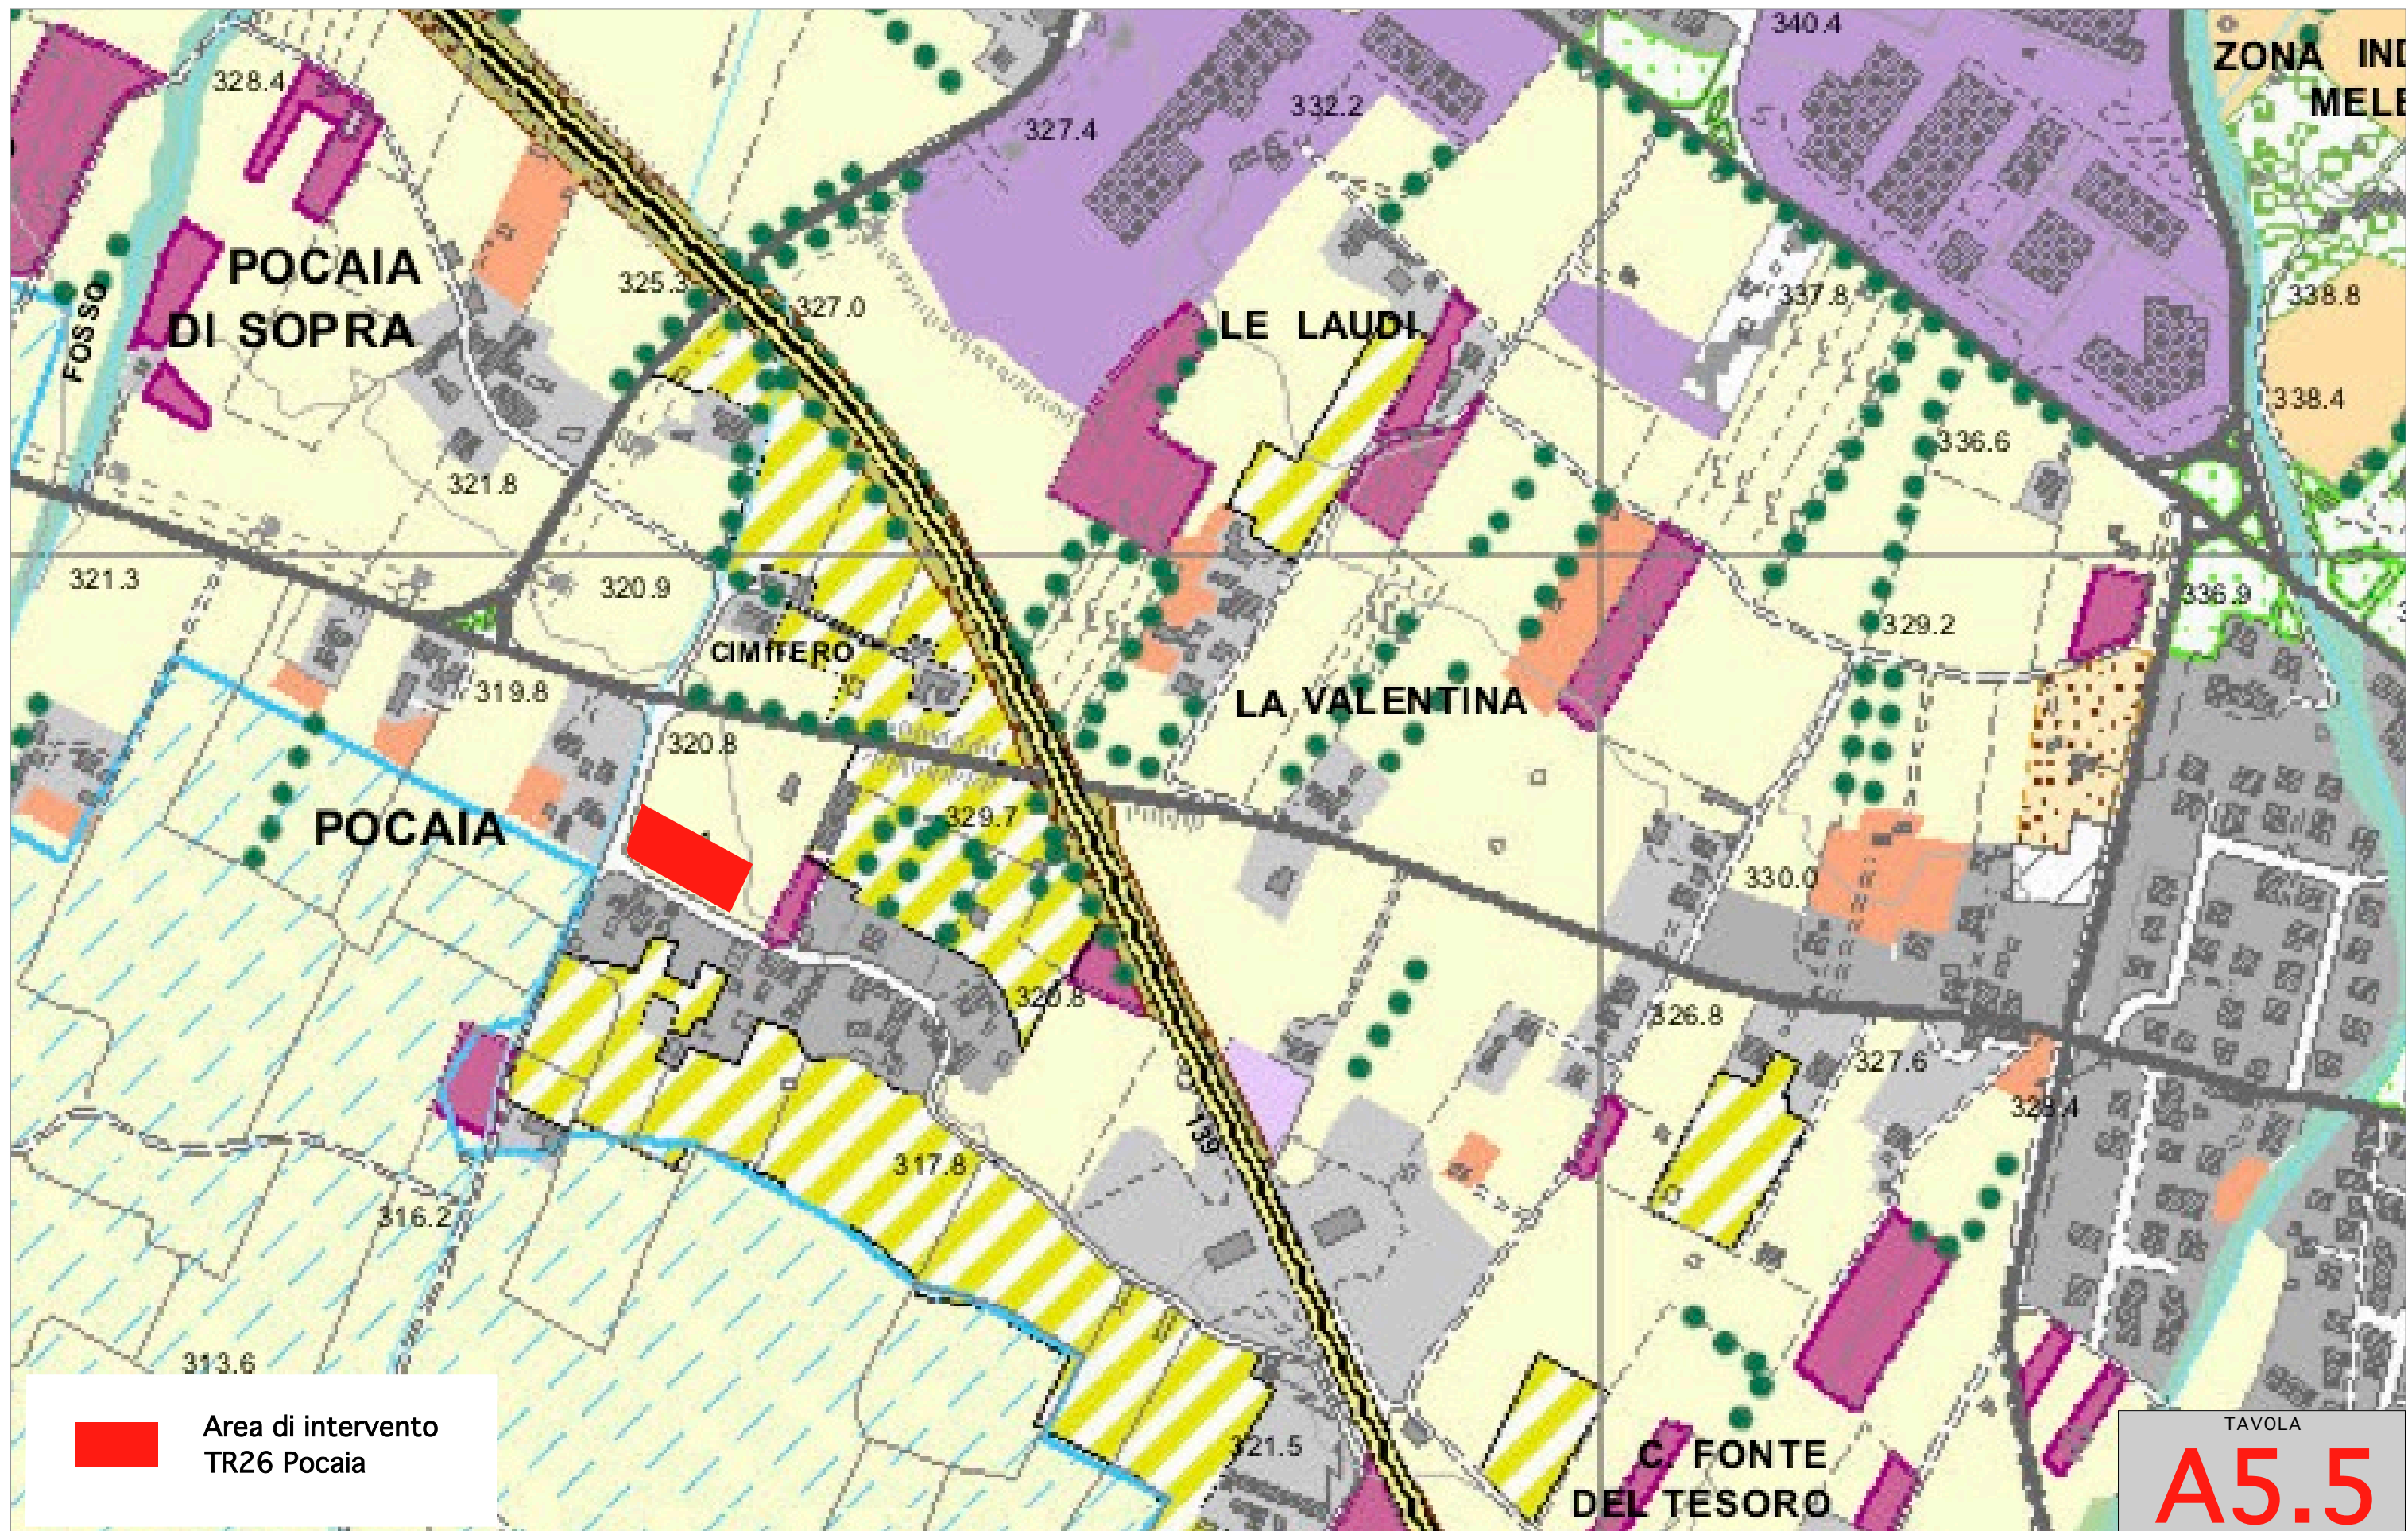 340.4
ZONA IND
MELE
328.4
332.2
327.4
POCAIA
DI SOPRA
FOSSO
325.3
327.0
LE LAUDI
337.8
338.8
338.4
336.6
321.8
321.3
320.9
336.9
329.2
CIMITERO
319.8
LA VALENTINA
320.8
POCAIA
329.7
330.0
320.8
326.8
327.6
328.4
139
317.8
316.2
313.6
321.5
C. FONTE
DEL TESORO
Area di intervento
TR26 Pocaia
TAVOLA
A5.5